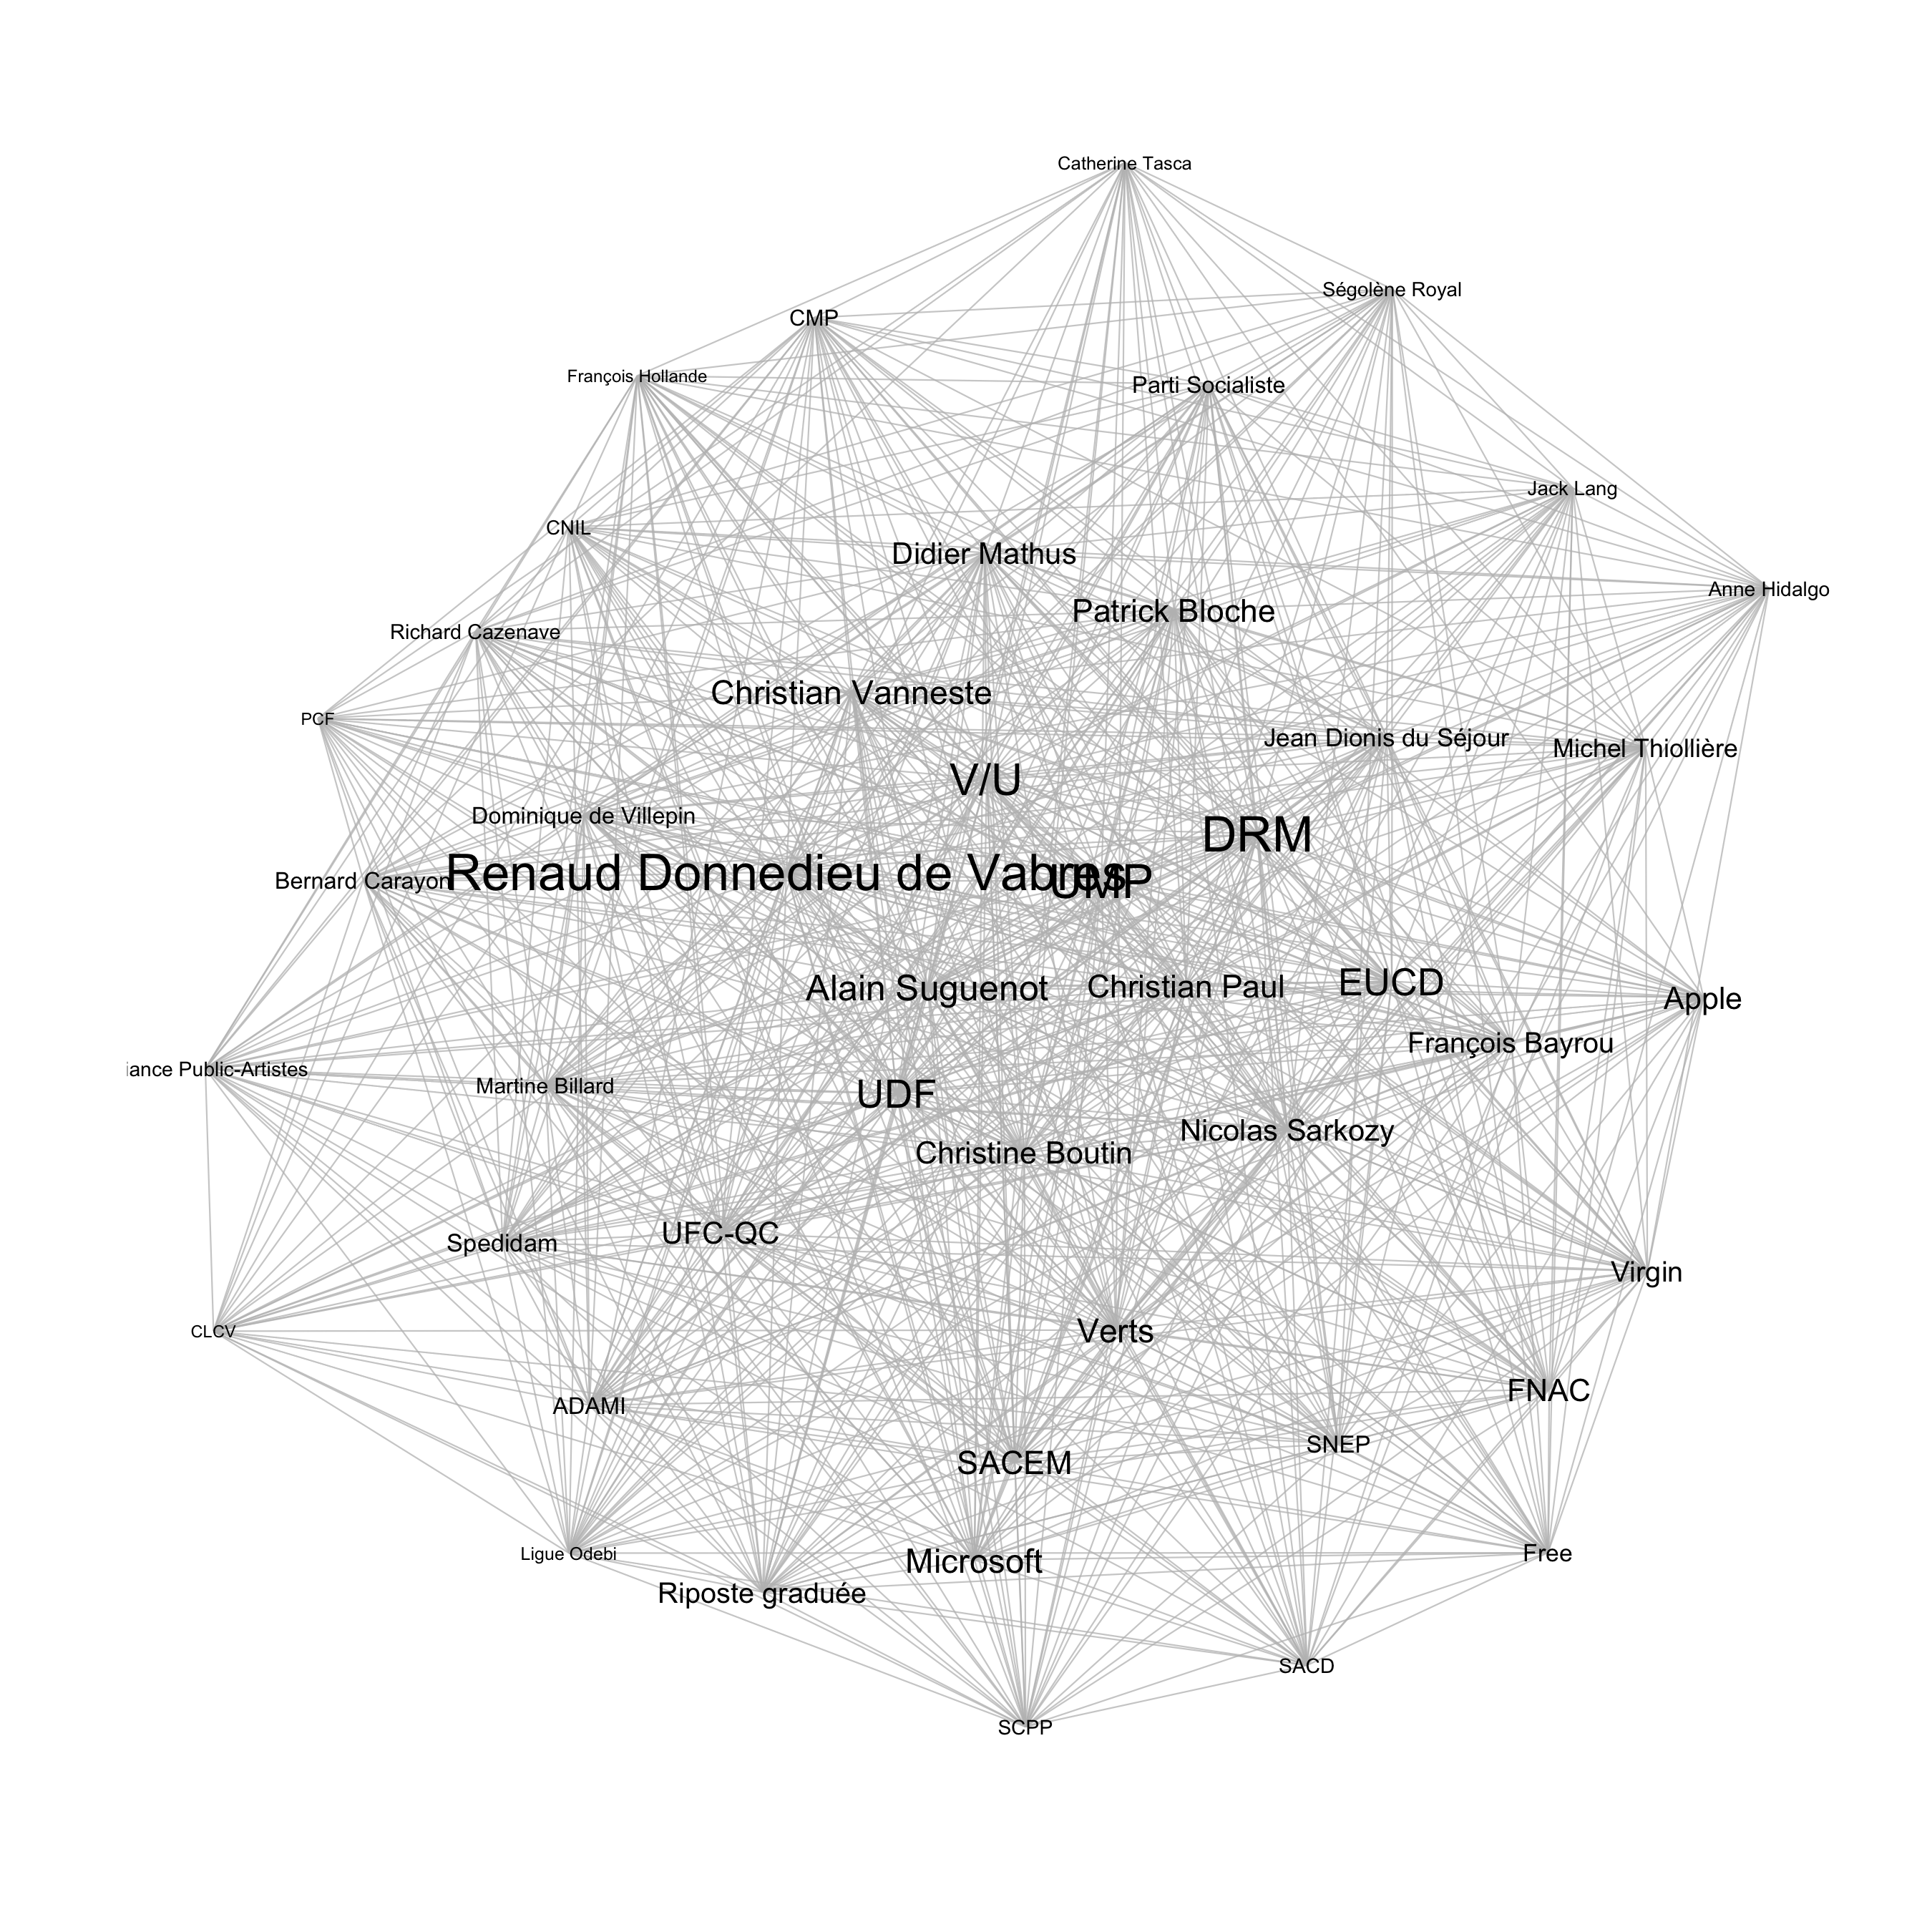 Catherine Tasca
Ségolène Royal
CMP
François Hollande
Parti Socialiste
Jack Lang
CNIL
Didier Mathus
Anne Hidalgo
Patrick Bloche
Richard Cazenave
Christian Vanneste
PCF
Jean Dionis du Séjour
Michel Thiollière
V/U
Dominique de Villepin
DRM
Renaud Donnedieu de Vabres
UMP
Bernard Carayon
Alain Suguenot
Christian Paul
EUCD
Apple
François Bayrou
iance Public-Artistes
Martine Billard
UDF
Nicolas Sarkozy
Christine Boutin
UFC-QC
Spedidam
Virgin
CLCV
Verts
FNAC
ADAMI
SNEP
SACEM
Ligue Odebi
Free
Microsoft
Riposte graduée
SACD
SCPP